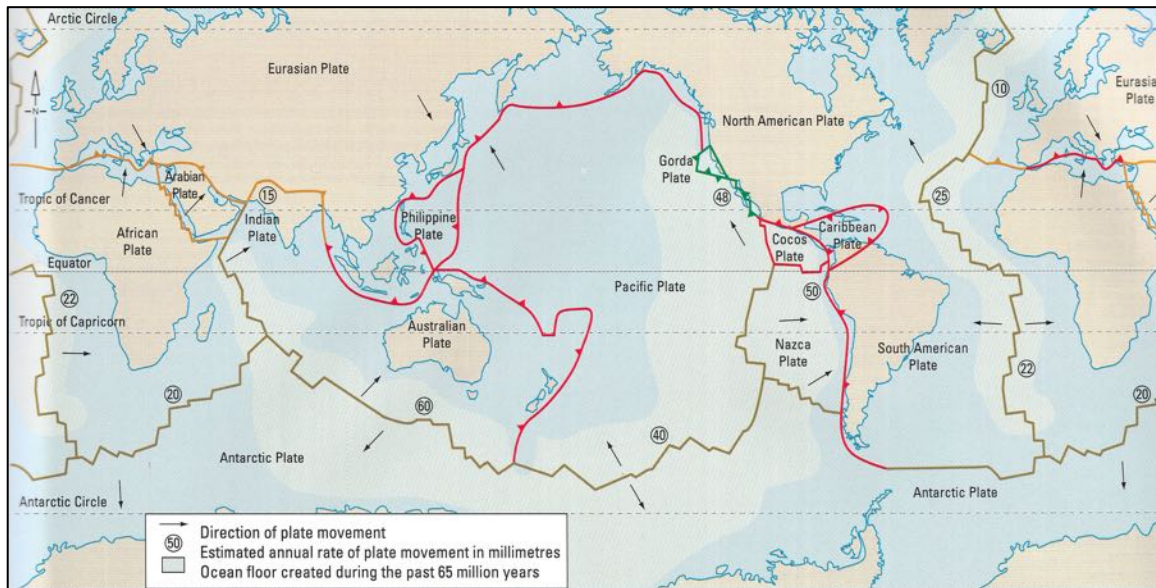 Arctic Circle
Eurasian Plate
10
Eurasian
Plate
N
North American Plate
Gorda
Plate
Arabian
Plate
Tropic of Cancer
15
Indian
Plate
African
Plate
Philippine
Plate
48
25
Caribbean
Plate
Cocos
Plate
Equator
22
Pacific Plate
50
Tropic of Capricorn
Australian
Plate
Nazca
Plate
South American
Plate
22
20
60
40
20
Antarctic Plate
Antarctic Plate
Antarctic Circle
Direction of plate movement
50
Estimated annual rate of plate movement in millimetres
Ocean floor created during the past 65 million years